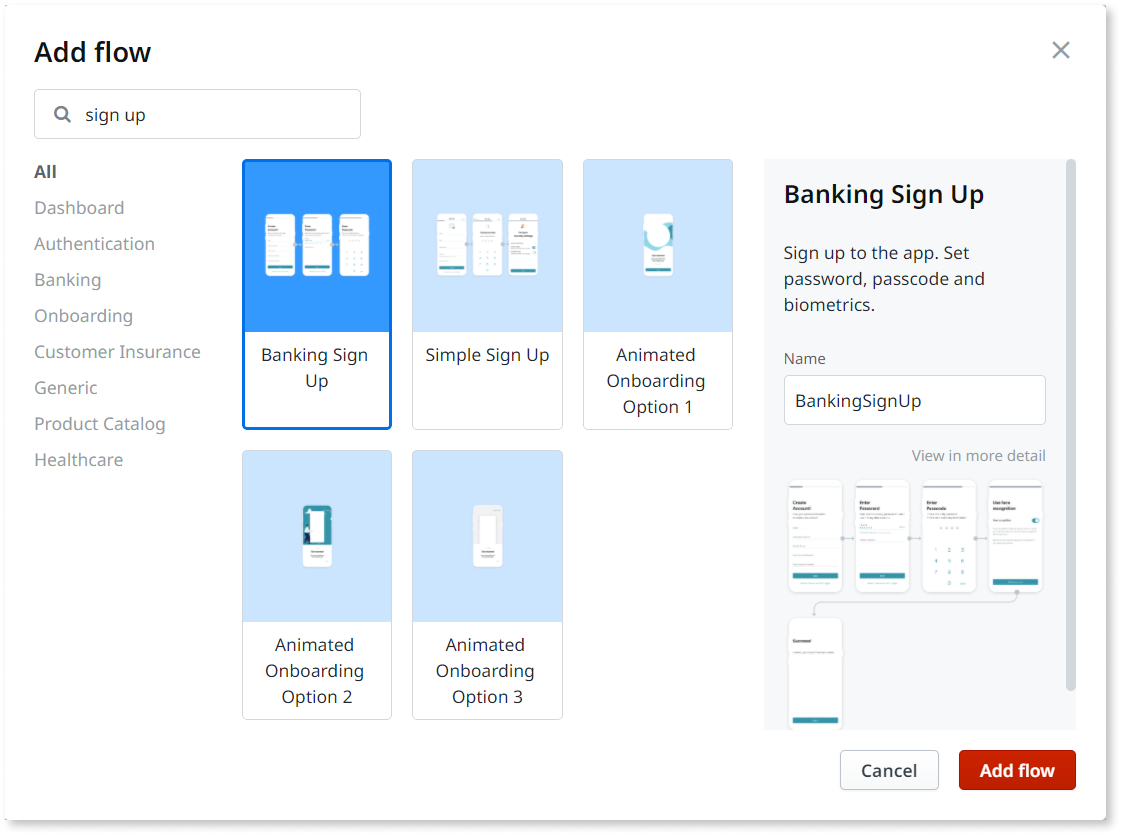 Add flow
sign up
All
Dashboard
Authentication
Banking
Onboarding
Customer Insurance
Generic
Product Catalog
Healthcare
Banking Sign
Up
Simple Sign Up
Animated
Onboarding
Option 1
Animated
Onboarding
Option 2
Animated
Onboarding
Option 3
Banking Sign Up
Sign up to the app. Set
password, passcode and
biometrics.
Name
BankingSignUp
View in more detail
Create
Account!
Enter
Password
Enter
Passcode
Use face
recognition
Success!
Cancel
Add flow